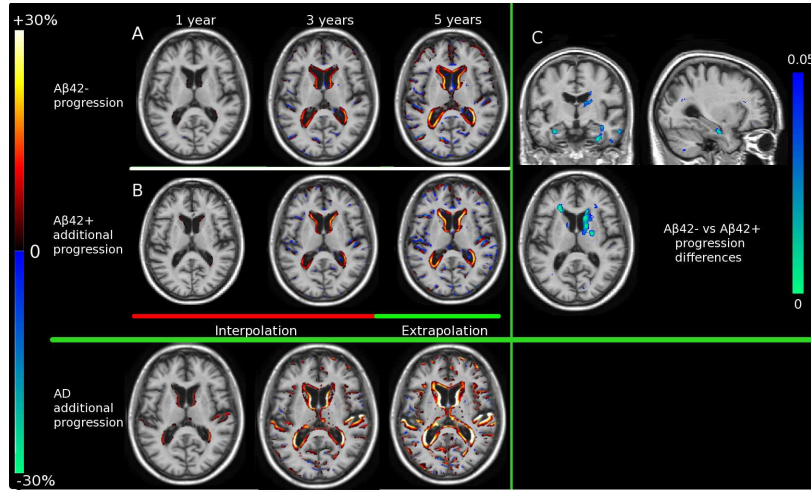 +30%
1 year
3 years
5 years
A
C
0.05
Aβ42-
progression
B
Aβ42+
additional
progression
0
Aβ42- vs Aβ42+
progression
differences
0
Interpolation
Extrapolation
AD
additional
progression
-30%